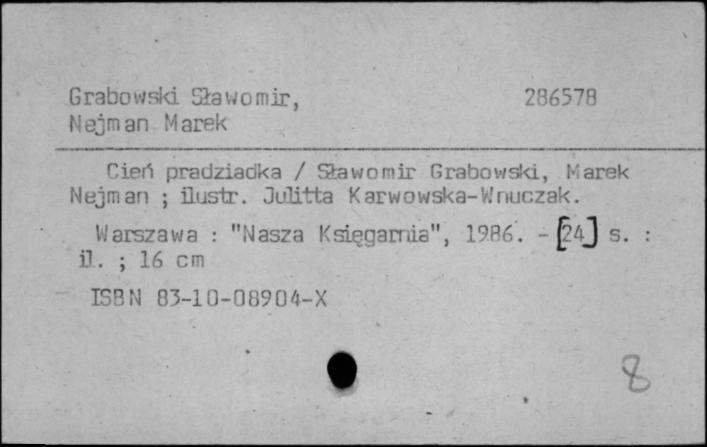 Grabowski Sławomir, 286578
Nejman Marek
Cień pradziadka / Sławomir Grabowski, Marek
Nejman ; ilustr. Julitta Karwowska-Wnuczak.
Warszawa : "Nasza Księgarnia", 1986. - [24] s. :
il. ; 16 cm
ISBN 83-10-08904-X
8